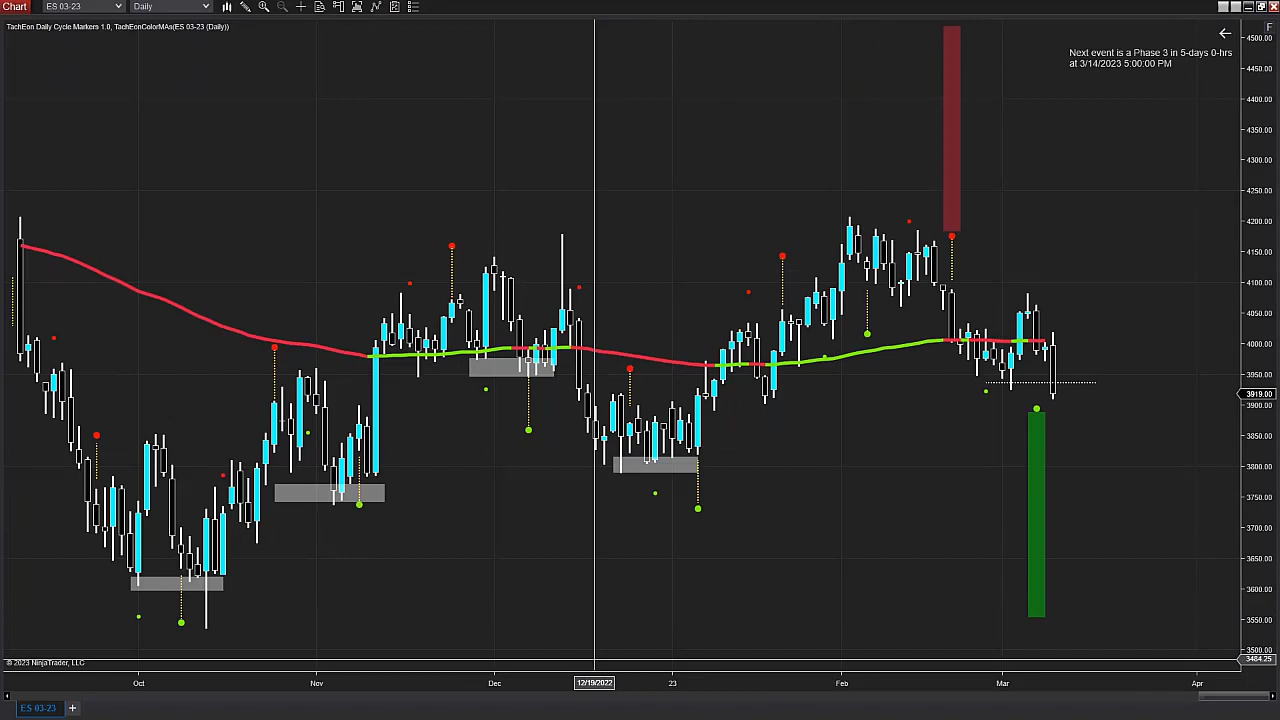 Chart
ES 03-23
Daily
TachEon Daily Cycle Markers 1.0, TachEonColorMAs(ES 03-23 (Daily))
F
Next event is a Phase 3 in 5-days 0-hrs
at 3/14/2023 5:00:00 PM
4500.00
4450.00
4400.00
4350.00
4300.00
4250.00
4200.00
4150.00
4100.00
4050.00
4000.00
3950.00
3919.00
3900.00
3850.00
3800.00
3750.00
3700.00
3650.00
3600.00
3550.00
3500.00
3484.25
© 2023 NinjaTrader, LLC
Oct
Nov
Dec
12/19/2022
23
Feb
Mar
Apr
ES 03-23
+